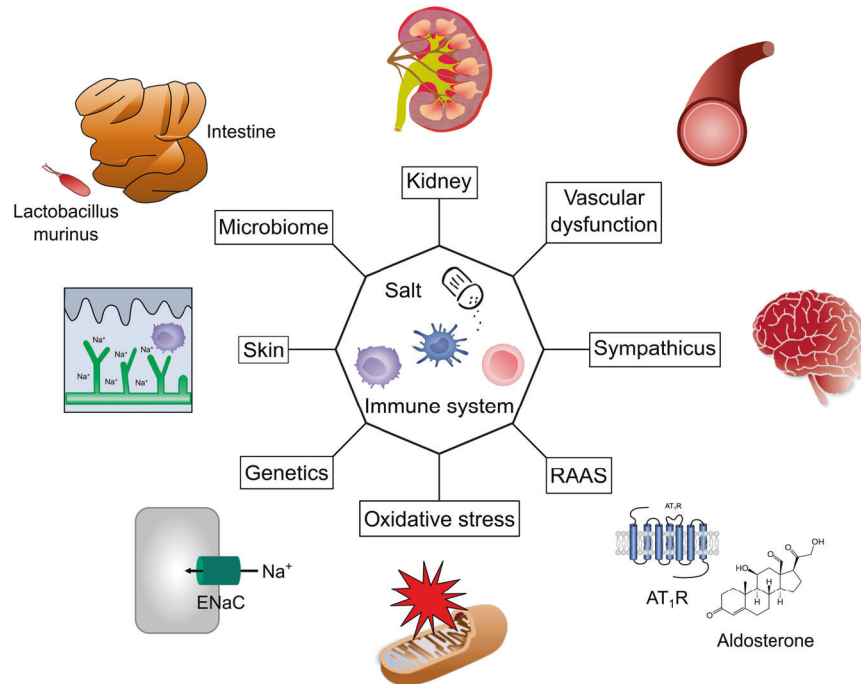 Intestine
Lactobacillus
murinus
Kidney
Microbiome
Vascular
dysfunction
Salt
Na⁺
Na⁺
Na⁺
Na⁺
Na⁺
Na⁺
Skin
Sympathicus
Immune system
Genetics
RAAS
Oxidative stress
AT₁R
Na⁺
ENaC
AT₁R
O
OH
HO
O
H
H
H
O
Aldosterone